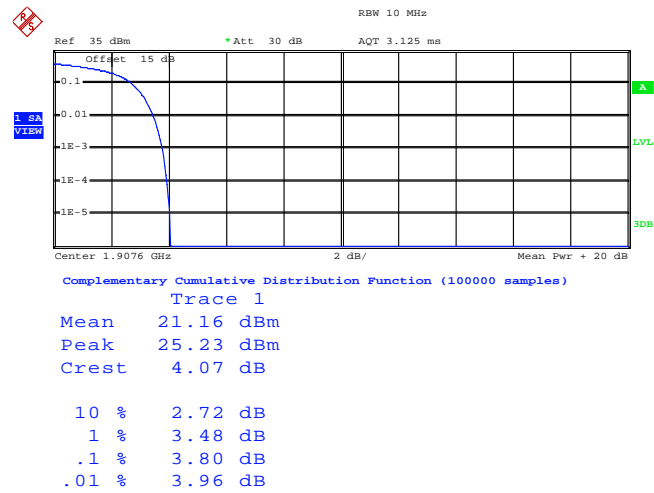 R S
RBW 10 MHz
Ref 35 dBm *Att 30 dB AQT 3.125 ms
Offset 15 dB
0.1
A
0.01
1 SA
VIEW
1E-3
LVL
1E-4
1E-5
3DB
Center 1.9076 GHz 2 dB/ Mean Pwr + 20 dB
Complementary Cumulative Distribution Function (100000 samples)
Trace 1
Mean 21.16 dBm
Peak 25.23 dBm
Crest 4.07 dB
10 % 2.72 dB
1 % 3.48 dB
.1 % 3.80 dB
.01 % 3.96 dB